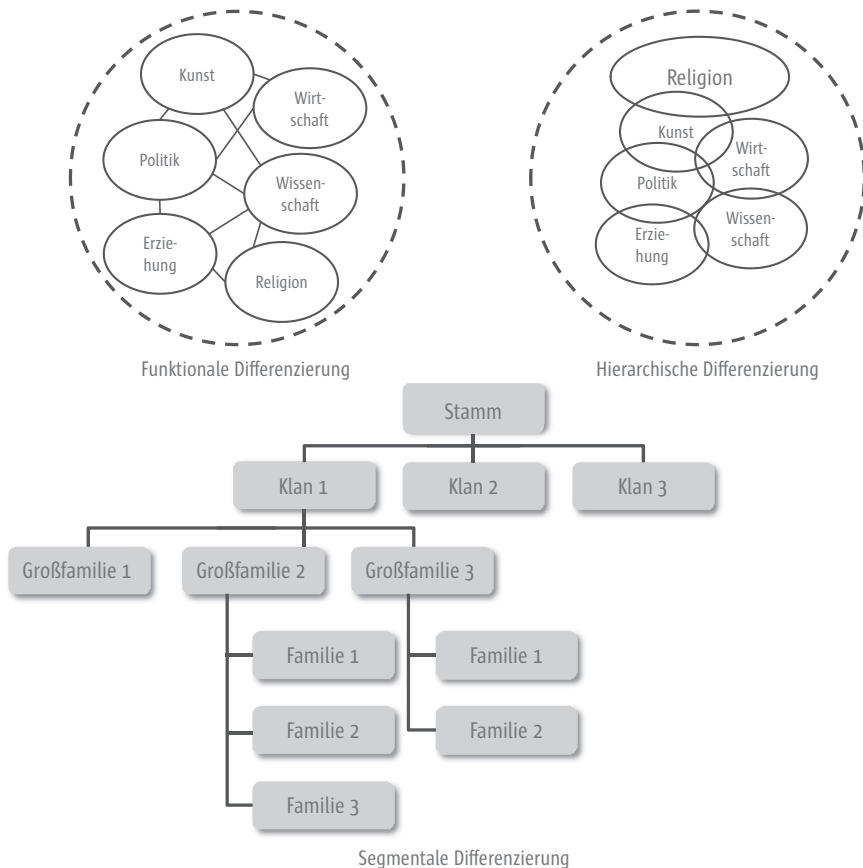 Kunst
Wirt-
schaft
Politik
Wissen-
schaft
Erzie-
hung
Religion
Funktionale Differenzierung
Religion
Kunst
Wirt-
schaft
Politik
Wissen-
schaft
Erzie-
hung
Hierarchische Differenzierung
Stamm
Klan 1
Klan 2
Klan 3
Großfamilie 1
Großfamilie 2
Großfamilie 3
Familie 1
Familie 2
Familie 3
Familie 1
Familie 2
Segmentale Differenzierung